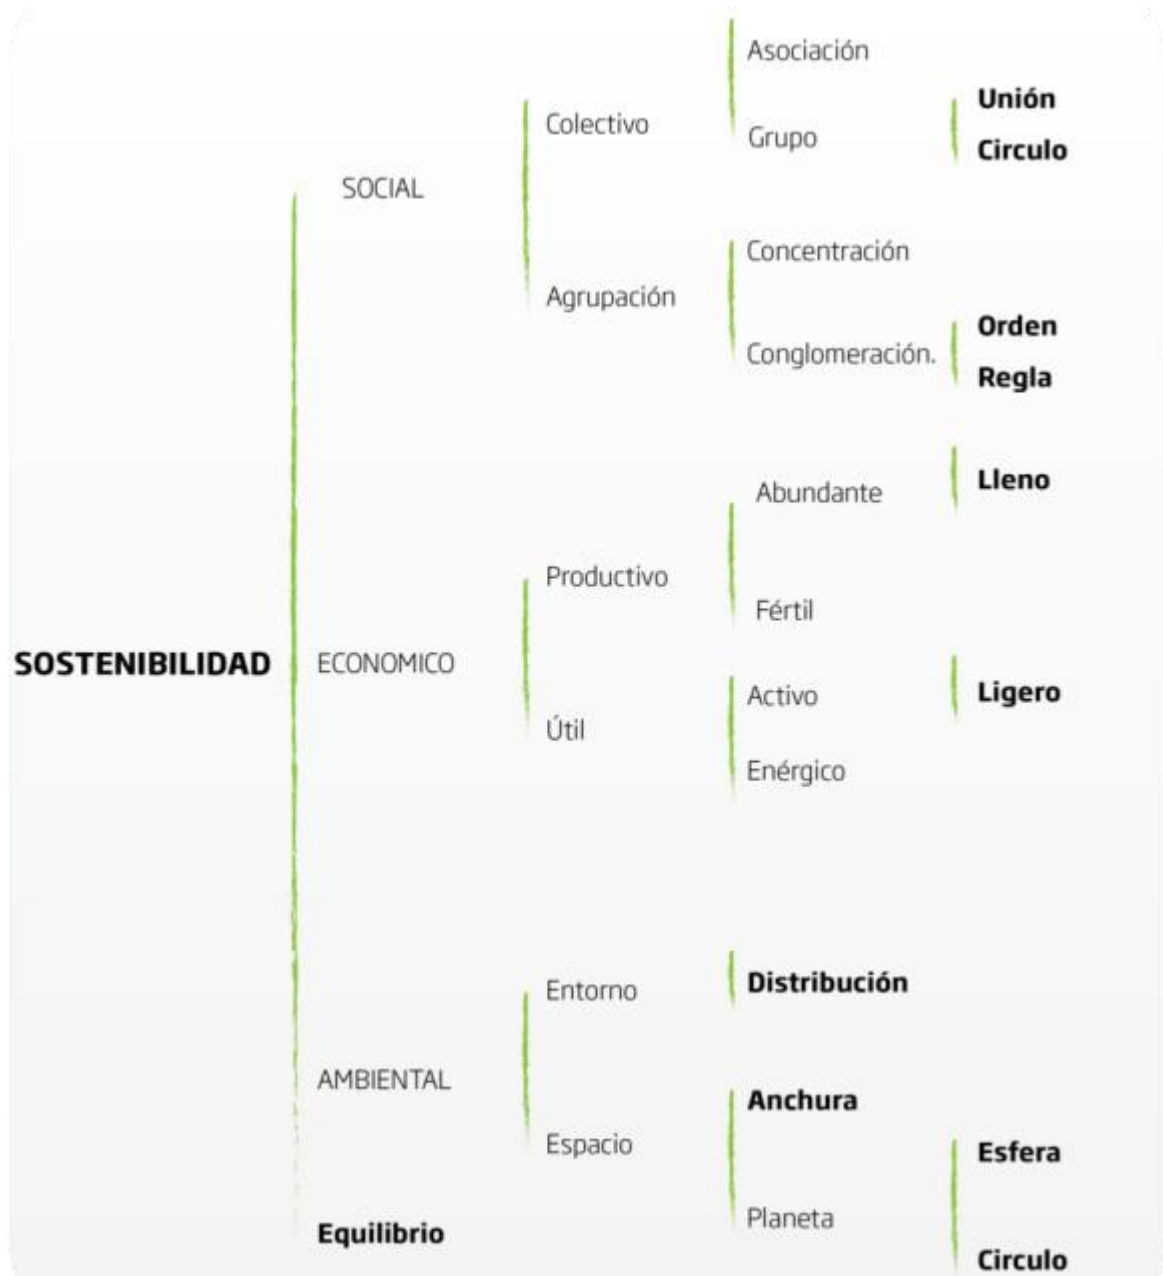 SOSTENIBILIDAD
SOCIAL
Colectivo
Asociación
Grupo
Unión
Circulo
Agrupación
Concentración
Conglomeración.
Orden
Regla
ECONOMICO
Productivo
Abundante
Lleno
Fértil
Útil
Activo
Ligero
Enérgico
AMBIENTAL
Entorno
Distribución
Espacio
Anchura
Planeta
Esfera
Circulo
Equilibrio